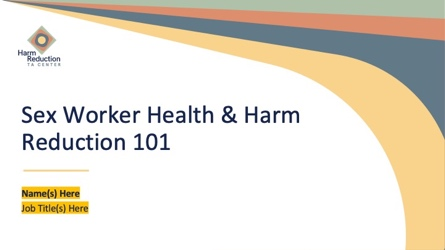 Harm
Reduction
TA CENTER
Sex Worker Health & Harm
Reduction 101
Name(s) Here
Job Title(s) Here